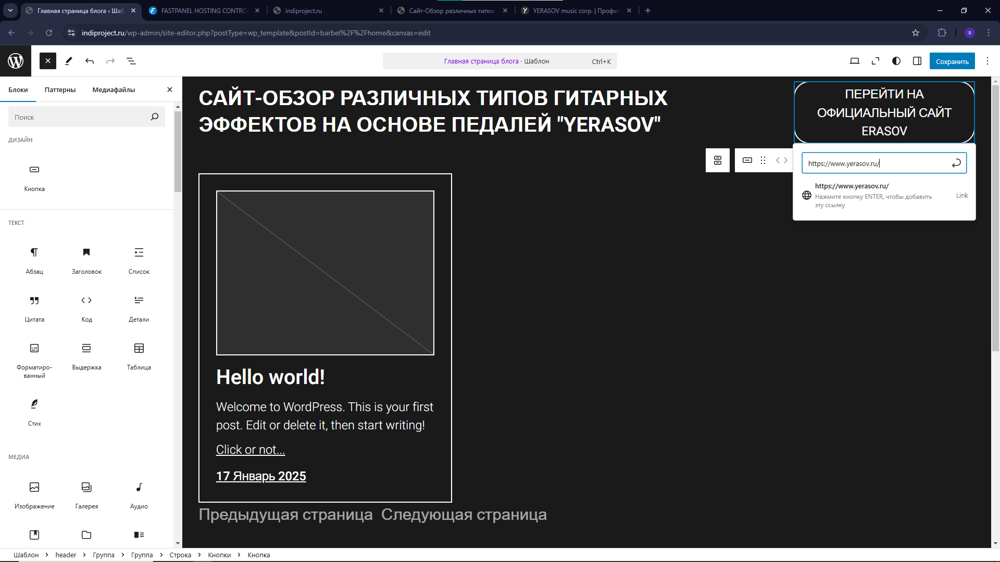 Главная страница блога ‹ Шаб
FASTPANEL HOSTING CONTRO
indiproject.ru
Сайт-Обзор различных типов
YERASOV music corp. | Профес
indiproject.ru/wp-admin/site-editor.php?postType=wp_template&postId=barbel%2F%2Fhome&canvas=edit
s
Главная страница блога · Шаблон
Ctrl+K
Сохранить
Блоки
Паттерны
Медиафайлы
Поиск
ДИЗАЙН
Кнопка
ТЕКСТ
Абзац
Заголовок
Список
Цитата
Код
Детали
Форматиро-
ванный
Выдержка
Таблица
Стих
МЕДИА
Изображение
Галерея
Аудио
САЙТ-ОБЗОР РАЗЛИЧНЫХ ТИПОВ ГИТАРНЫХ
ЭФФЕКТОВ НА ОСНОВЕ ПЕДАЛЕЙ "YERASOV"
ПЕРЕЙТИ НА
ОФИЦИАЛЬНЫЙ САЙТ
ERASOV
https://www.yerasov.ru/
https://www.yerasov.ru/
Нажмите кнопку ENTER, чтобы добавить
эту ссылку
Link
Hello world!
Welcome to WordPress. This is your first
post. Edit or delete it, then start writing!
Click or not...
17 Январь 2025
Предыдущая страница Следующая страница
Шаблон > header > Группа > Группа > Строка > Кнопки > Кнопка